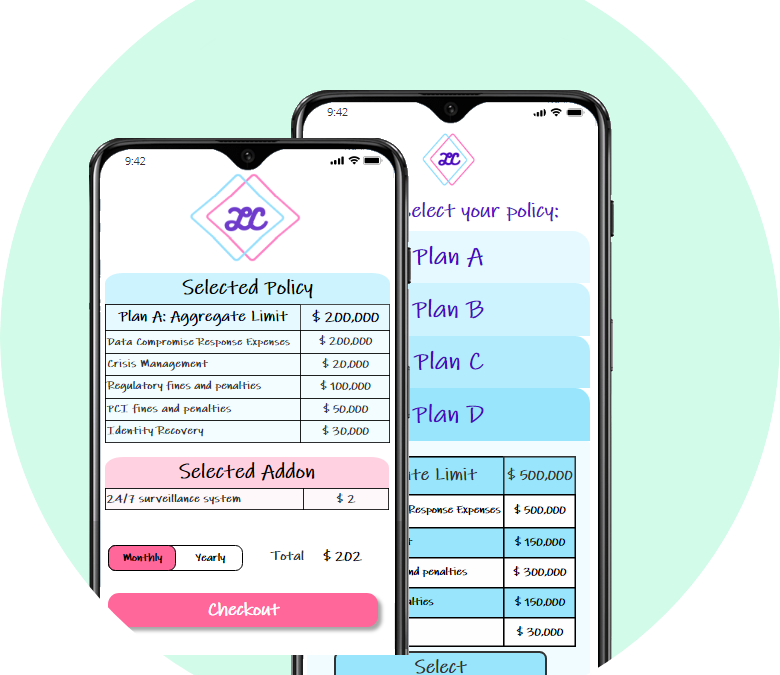 9:42
LC
Selected Policy
Plan A: Aggregate Limit $ 200,000
Data Compromise Response Expenses $ 200,000
Crisis Management $ 20,000
Regulatory fines and penalties $ 100,000
PCI fines and penalties $ 50,000
Identity Recovery $ 30,000
Selected Addon
24/7 surveillance system $ 2
Monthly Yearly Total $ 202
Checkout
9:42
LC
elect your policy:
Plan A
Plan B
Plan C
Plan D
te Limit $ 500,000
Response Expenses $ 500,000
t $ 150,000
nd penalties $ 300,000
alties $ 150,000
$ 30,000
Select